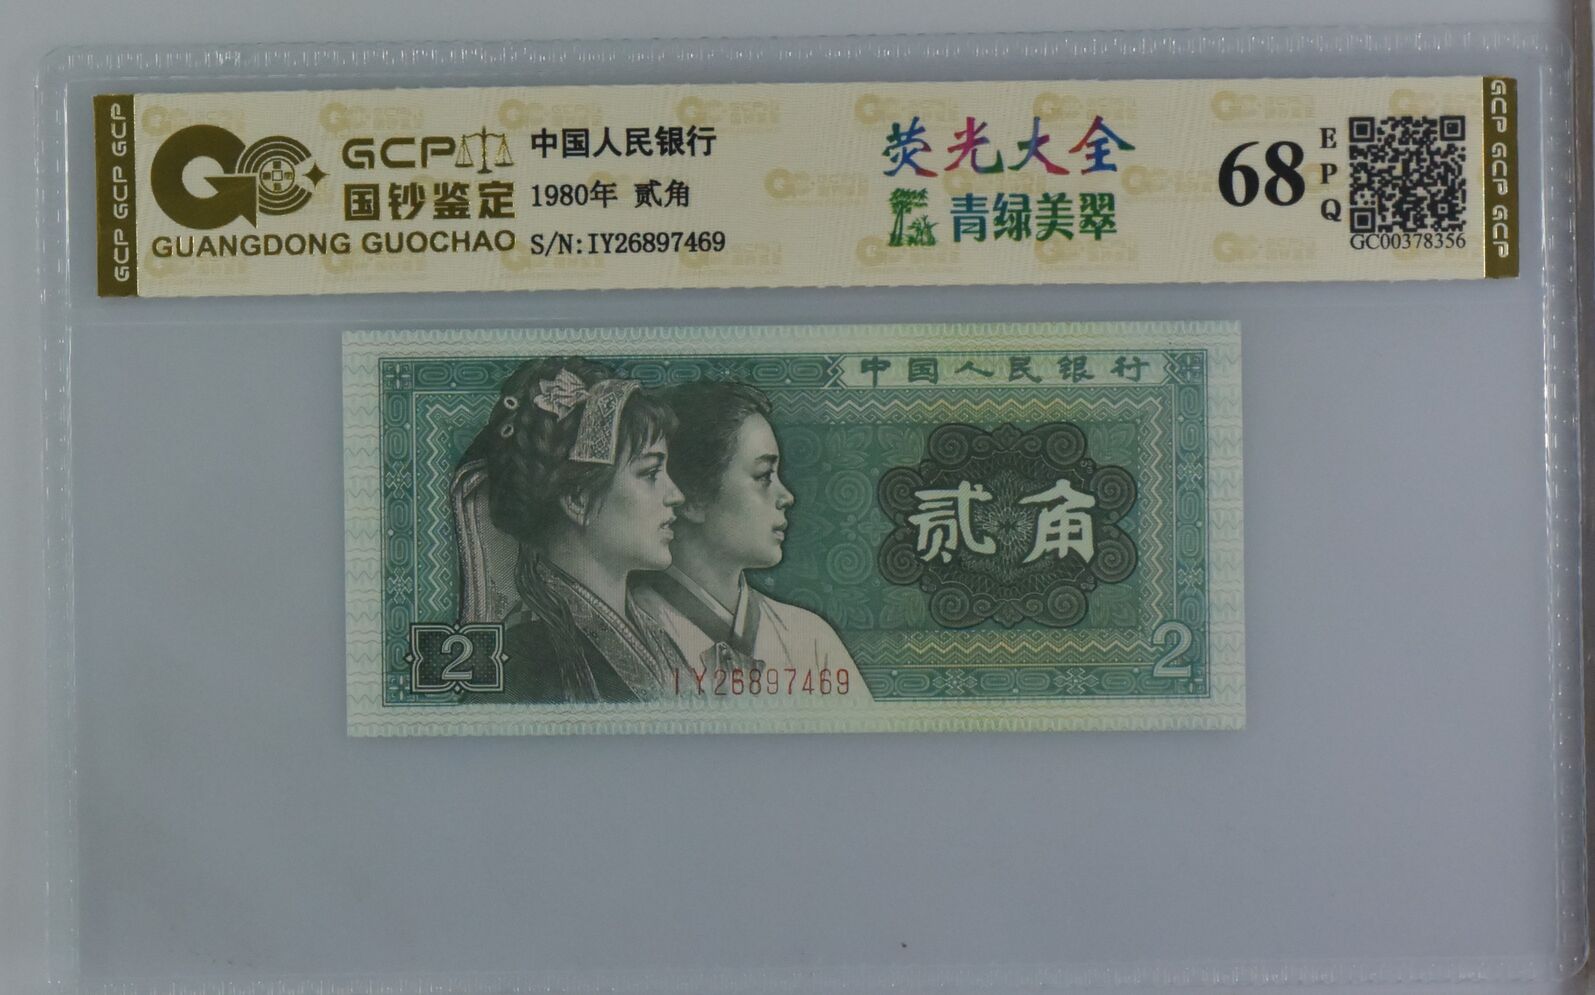 GCP GCP GCP
GCP
国钞鉴定
GUANGDONG GUOCHAO
中国人民银行
1980年 贰角
S/N:IY26897469
荧光大全
青绿美翠
68
EPQ
GC00378356
GCP GCP GCP
中国人民银行
贰角
2
2
IY26897469